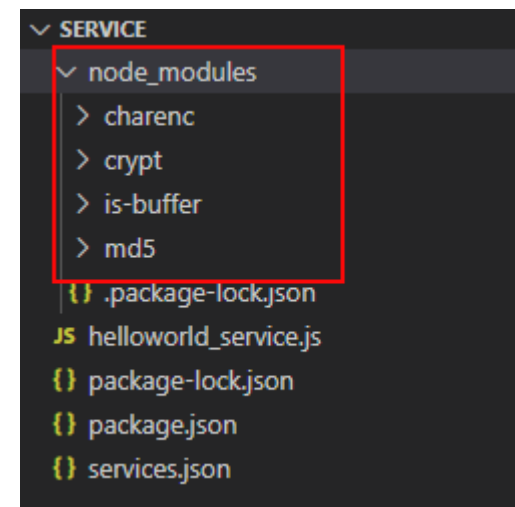 SERVICE
node_modules
charenc
crypt
is-buffer
md5
{} .package-lock.json
JS helloworld_service.js
{} package-lock.json
{} package.json
{} services.json